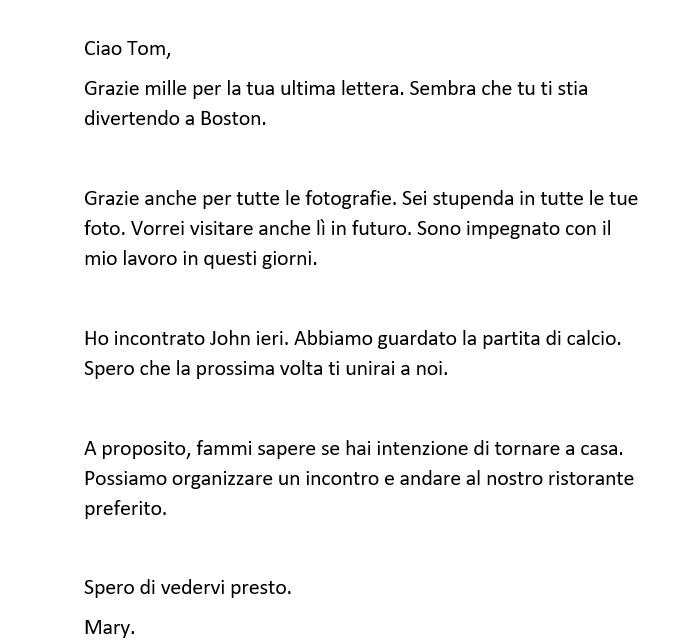 Ciao Tom,
Grazie mille per la tua ultima lettera. Sembra che tu ti stia
divertendo a Boston.
Grazie anche per tutte le fotografie. Sei stupenda in tutte le tue
foto. Vorrei visitare anche lì in futuro. Sono impegnato con il
mio lavoro in questi giorni.
Ho incontrato John ieri. Abbiamo guardato la partita di calcio.
Spero che la prossima volta ti unirai a noi.
A proposito, fammi sapere se hai intenzione di tornare a casa.
Possiamo organizzare un incontro e andare al nostro ristorante
preferito.
Spero di vedervi presto.
Mary.